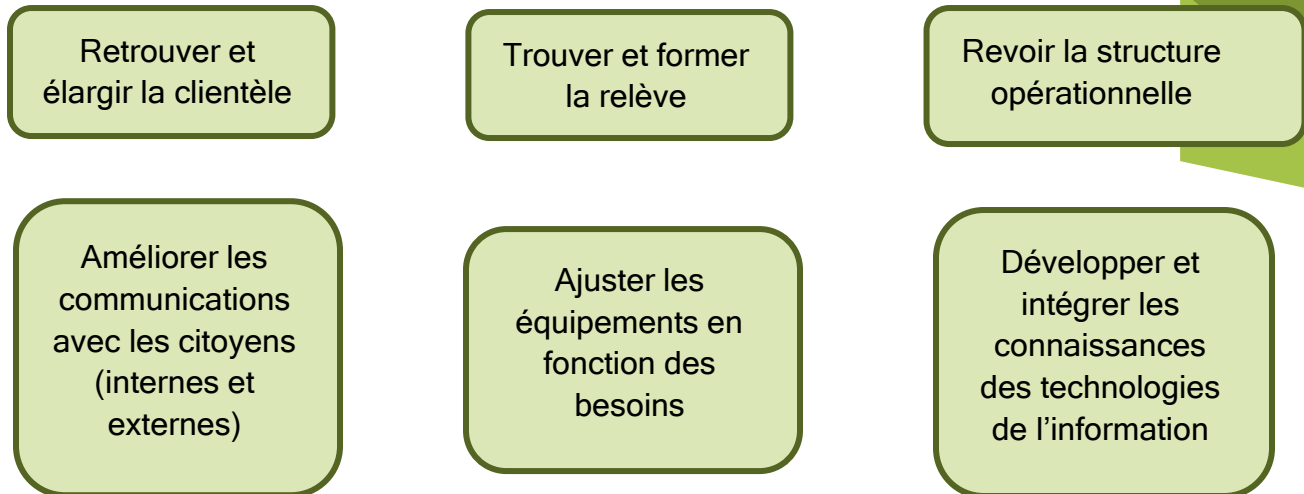 Retrouver et
élargir la clientèle
Trouver et former
la relève
Revoir la structure
opérationnelle
Améliorer les
communications
avec les citoyens
(internes et
externes)
Ajuster les
équipements en
fonction des
besoins
Développer et
intégrer les
connaissances
des technologies
de l’information